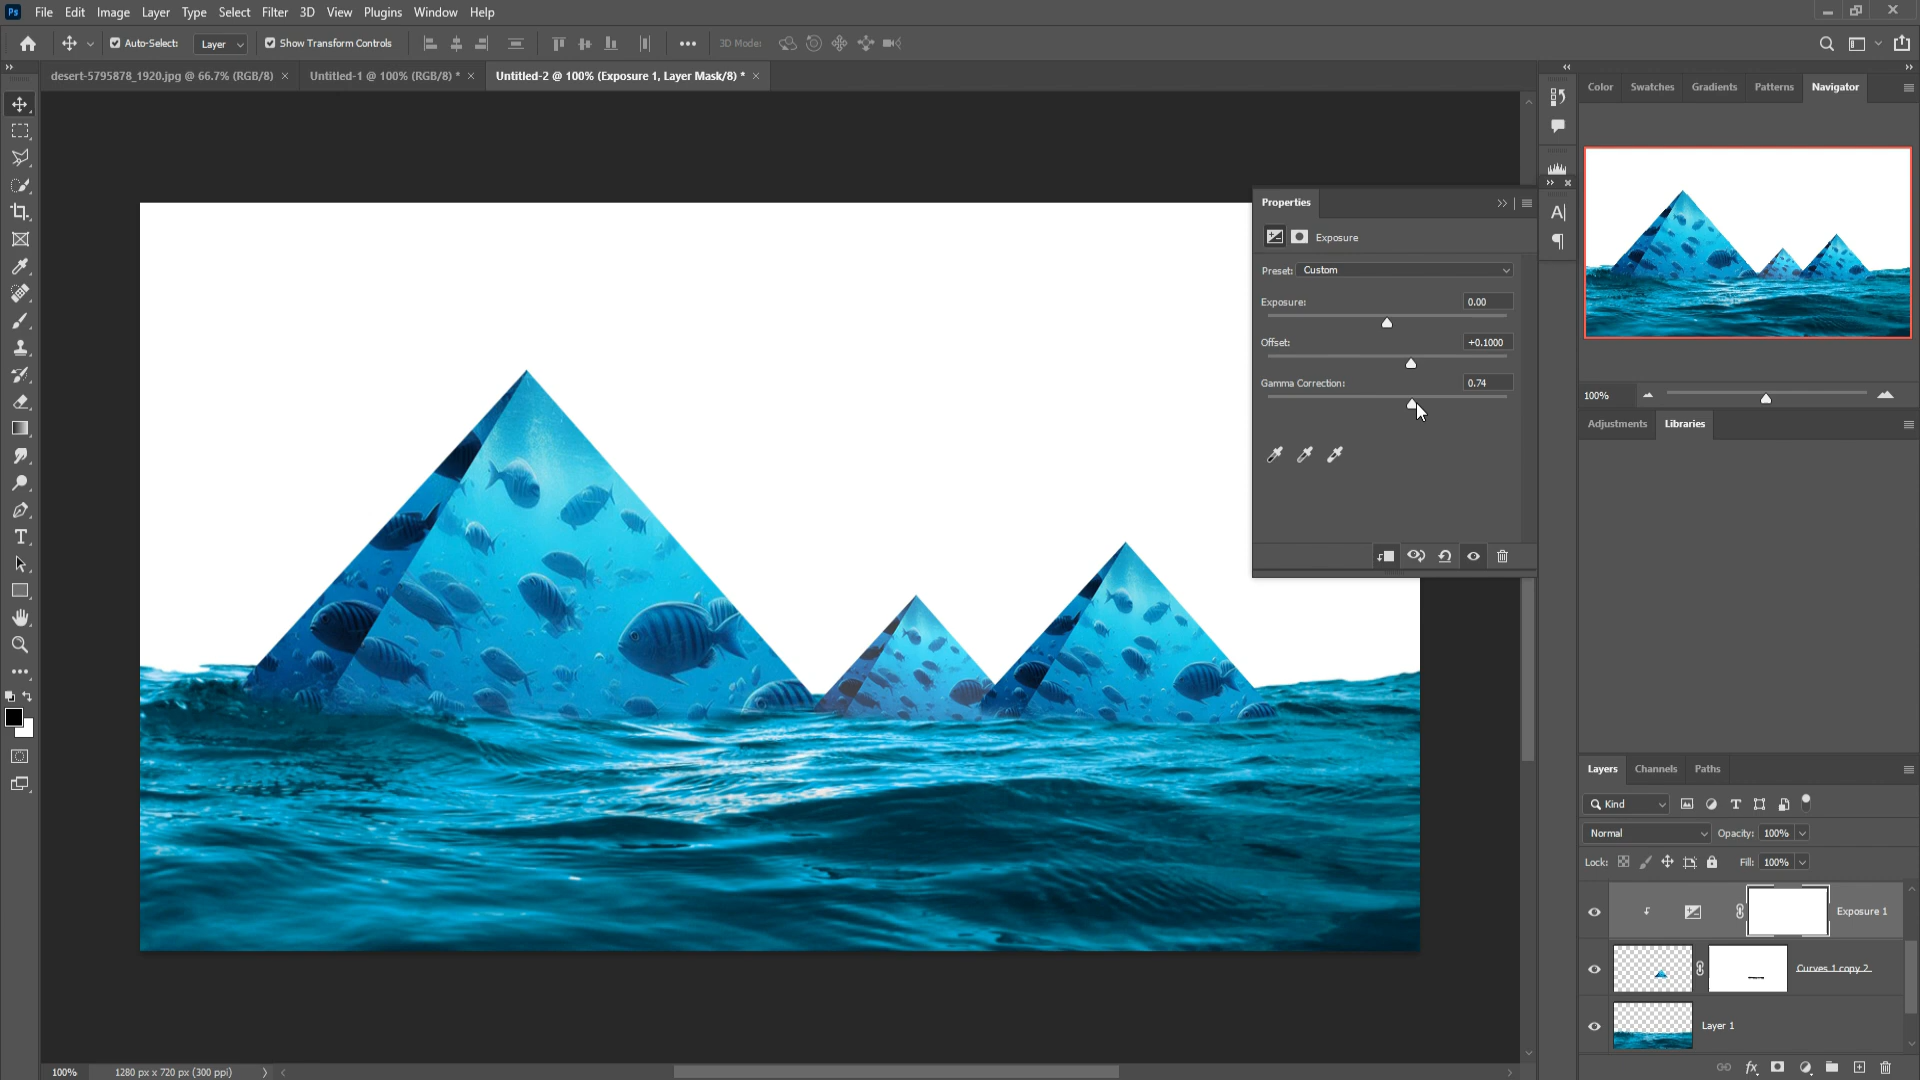 Ps File Edit Image Layer Type Select Filter 3D View Plugins Window Help
Auto-Select: Layer Show Transform Controls 3D Mode:
desert-5795878_1920.jpg @ 66.7% (RGB/8) Untitled-1 @ 100% (RGB/8) * Untitled-2 @ 100% (Exposure 1, Layer Mask/8) *
Color Swatches Gradients Patterns Navigator
Properties
Exposure
Preset: Custom
Exposure: 0.00
Offset: +0.1000
Gamma Correction: 0.74
100%
Adjustments Libraries
Layers Channels Paths
Kind
Normal Opacity: 100%
Lock: Fill: 100%
Exposure 1
Curves 1 copy 2
Layer 1
100% 1280 px x 720 px (300 ppi)